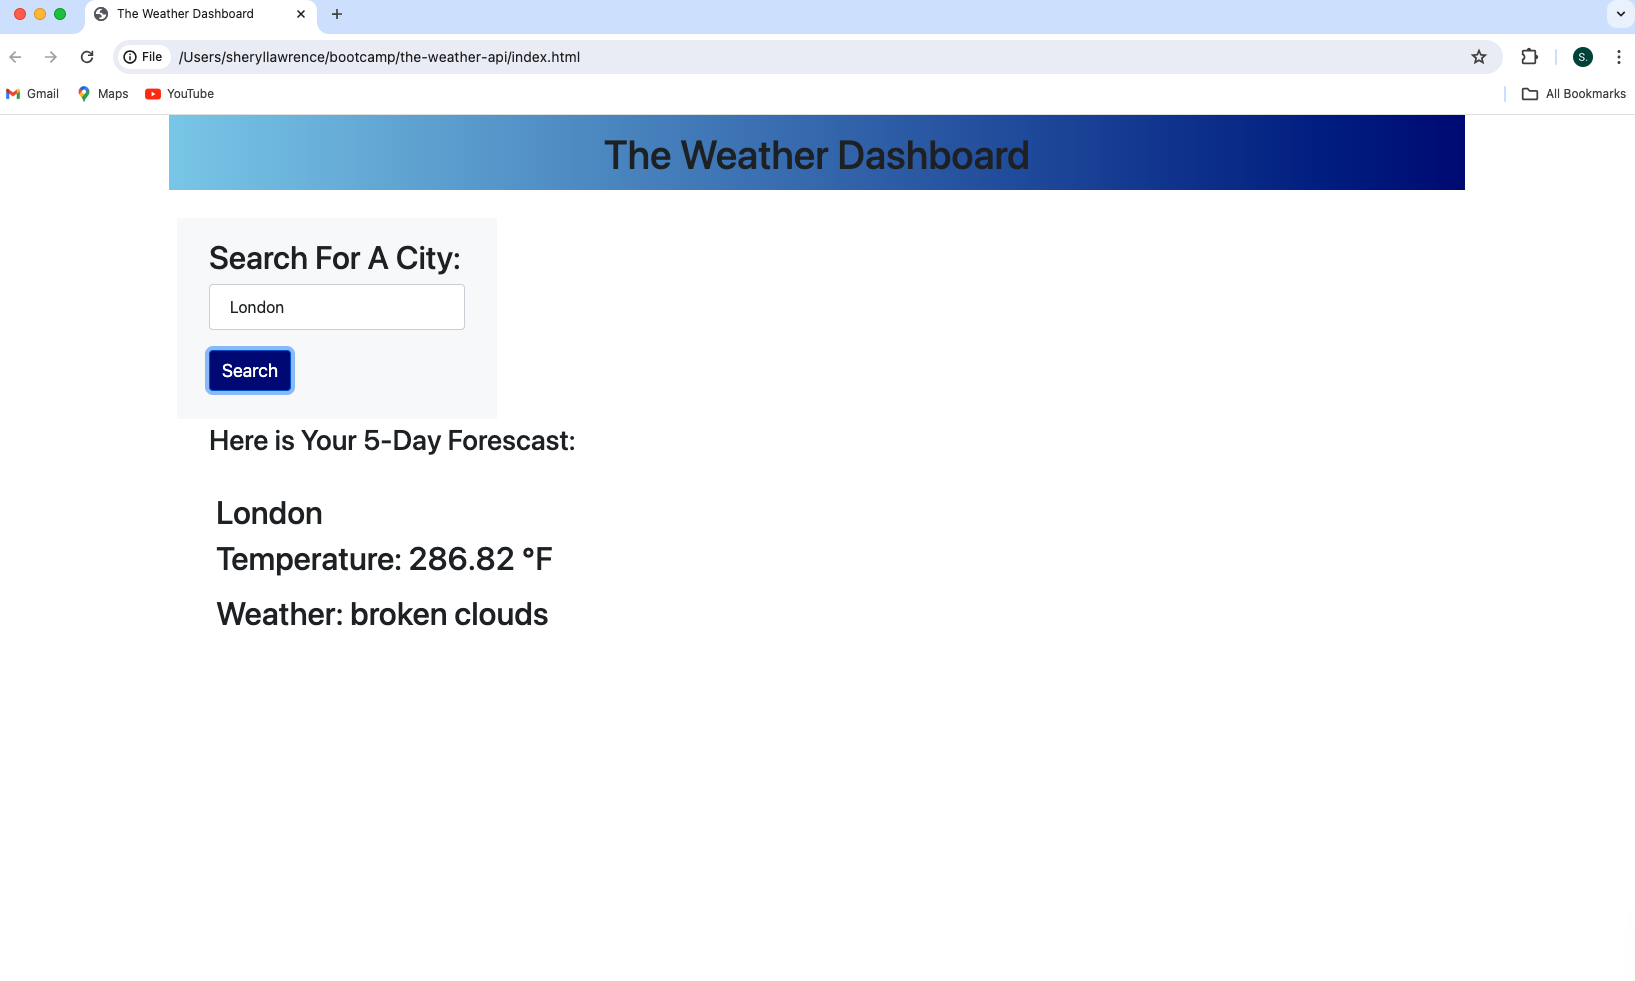 The Weather Dashboard
File /Users/sheryllawrence/bootcamp/the-weather-api/index.html
S.
Gmail Maps YouTube All Bookmarks
The Weather Dashboard
Search For A City:
London
Search
Here is Your 5-Day Forescast:
London
Temperature: 286.82 °F
Weather: broken clouds